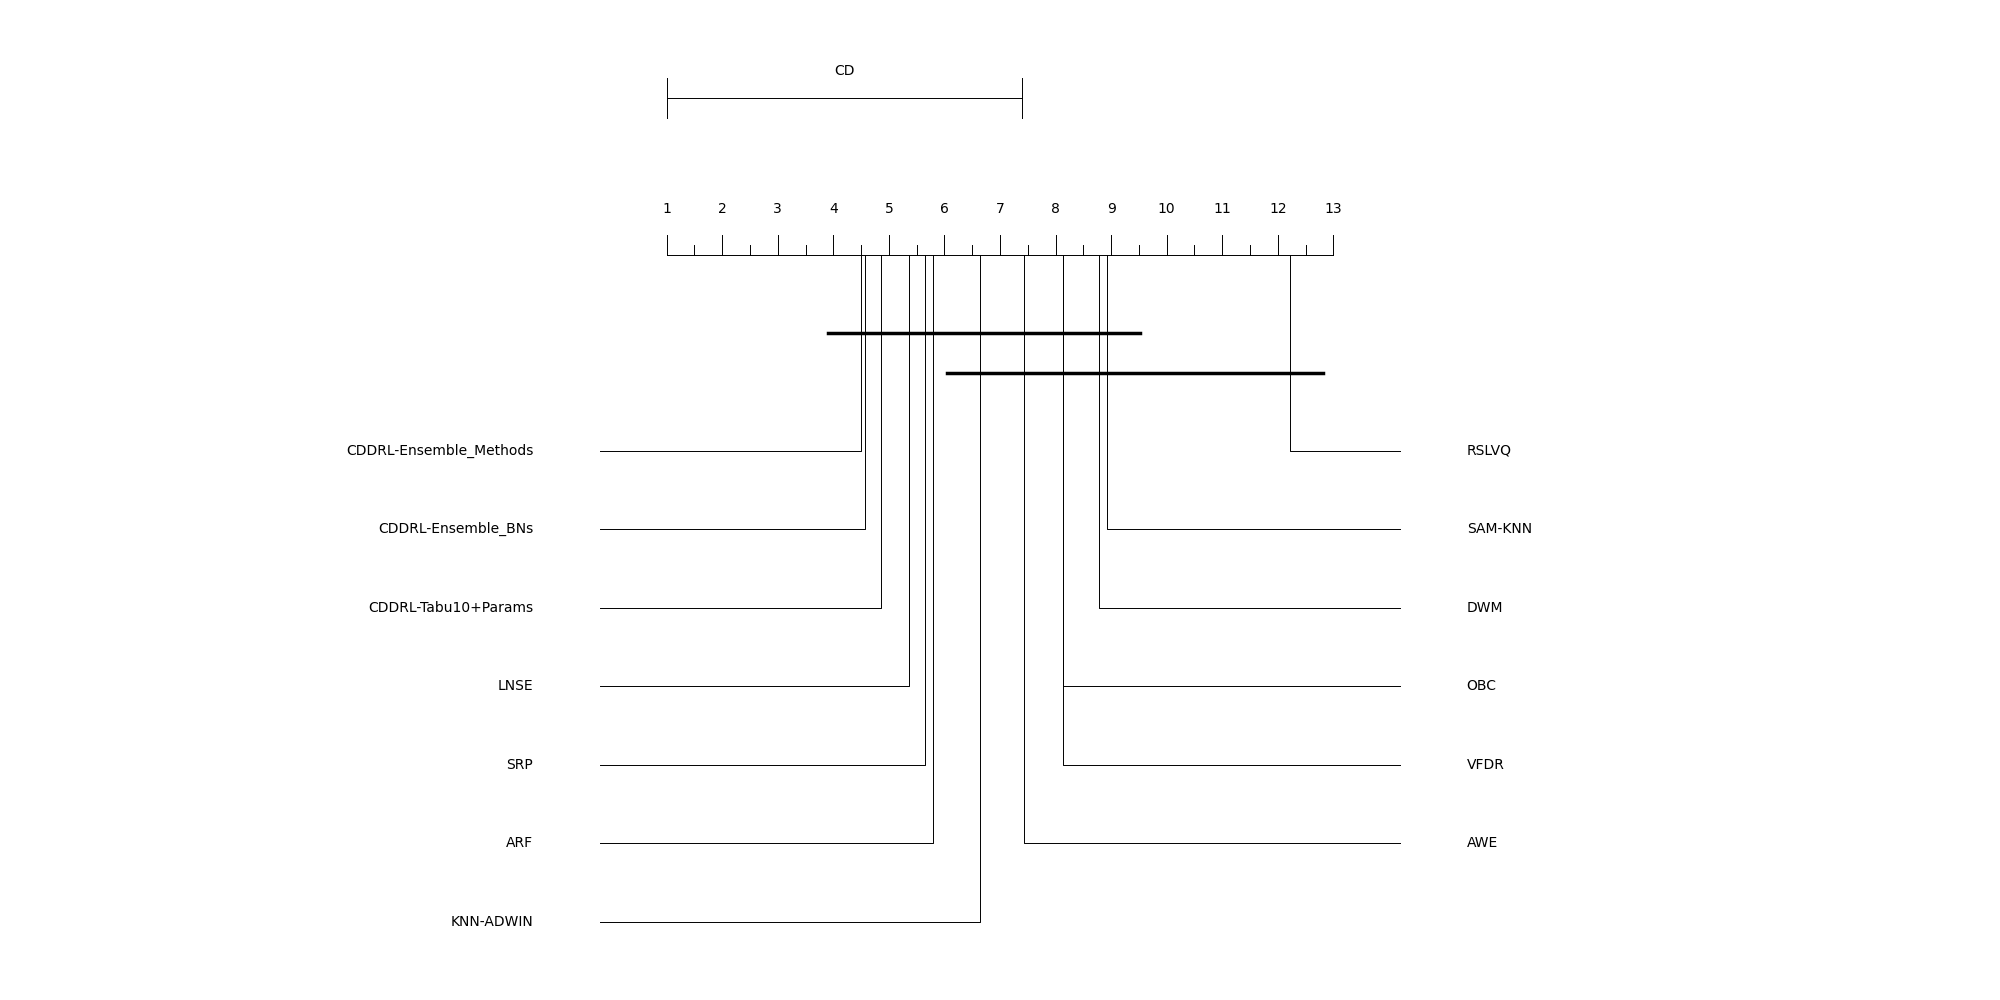 CD
1 2 3 4 5 6 7 8 9 10 11 12 13
CDDRL-Ensemble_Methods
RSLVQ
CDDRL-Ensemble_BNs
SAM-KNN
CDDRL-Tabu10+Params
DWM
LNSE
OBC
SRP
VFDR
ARF
AWE
KNN-ADWIN